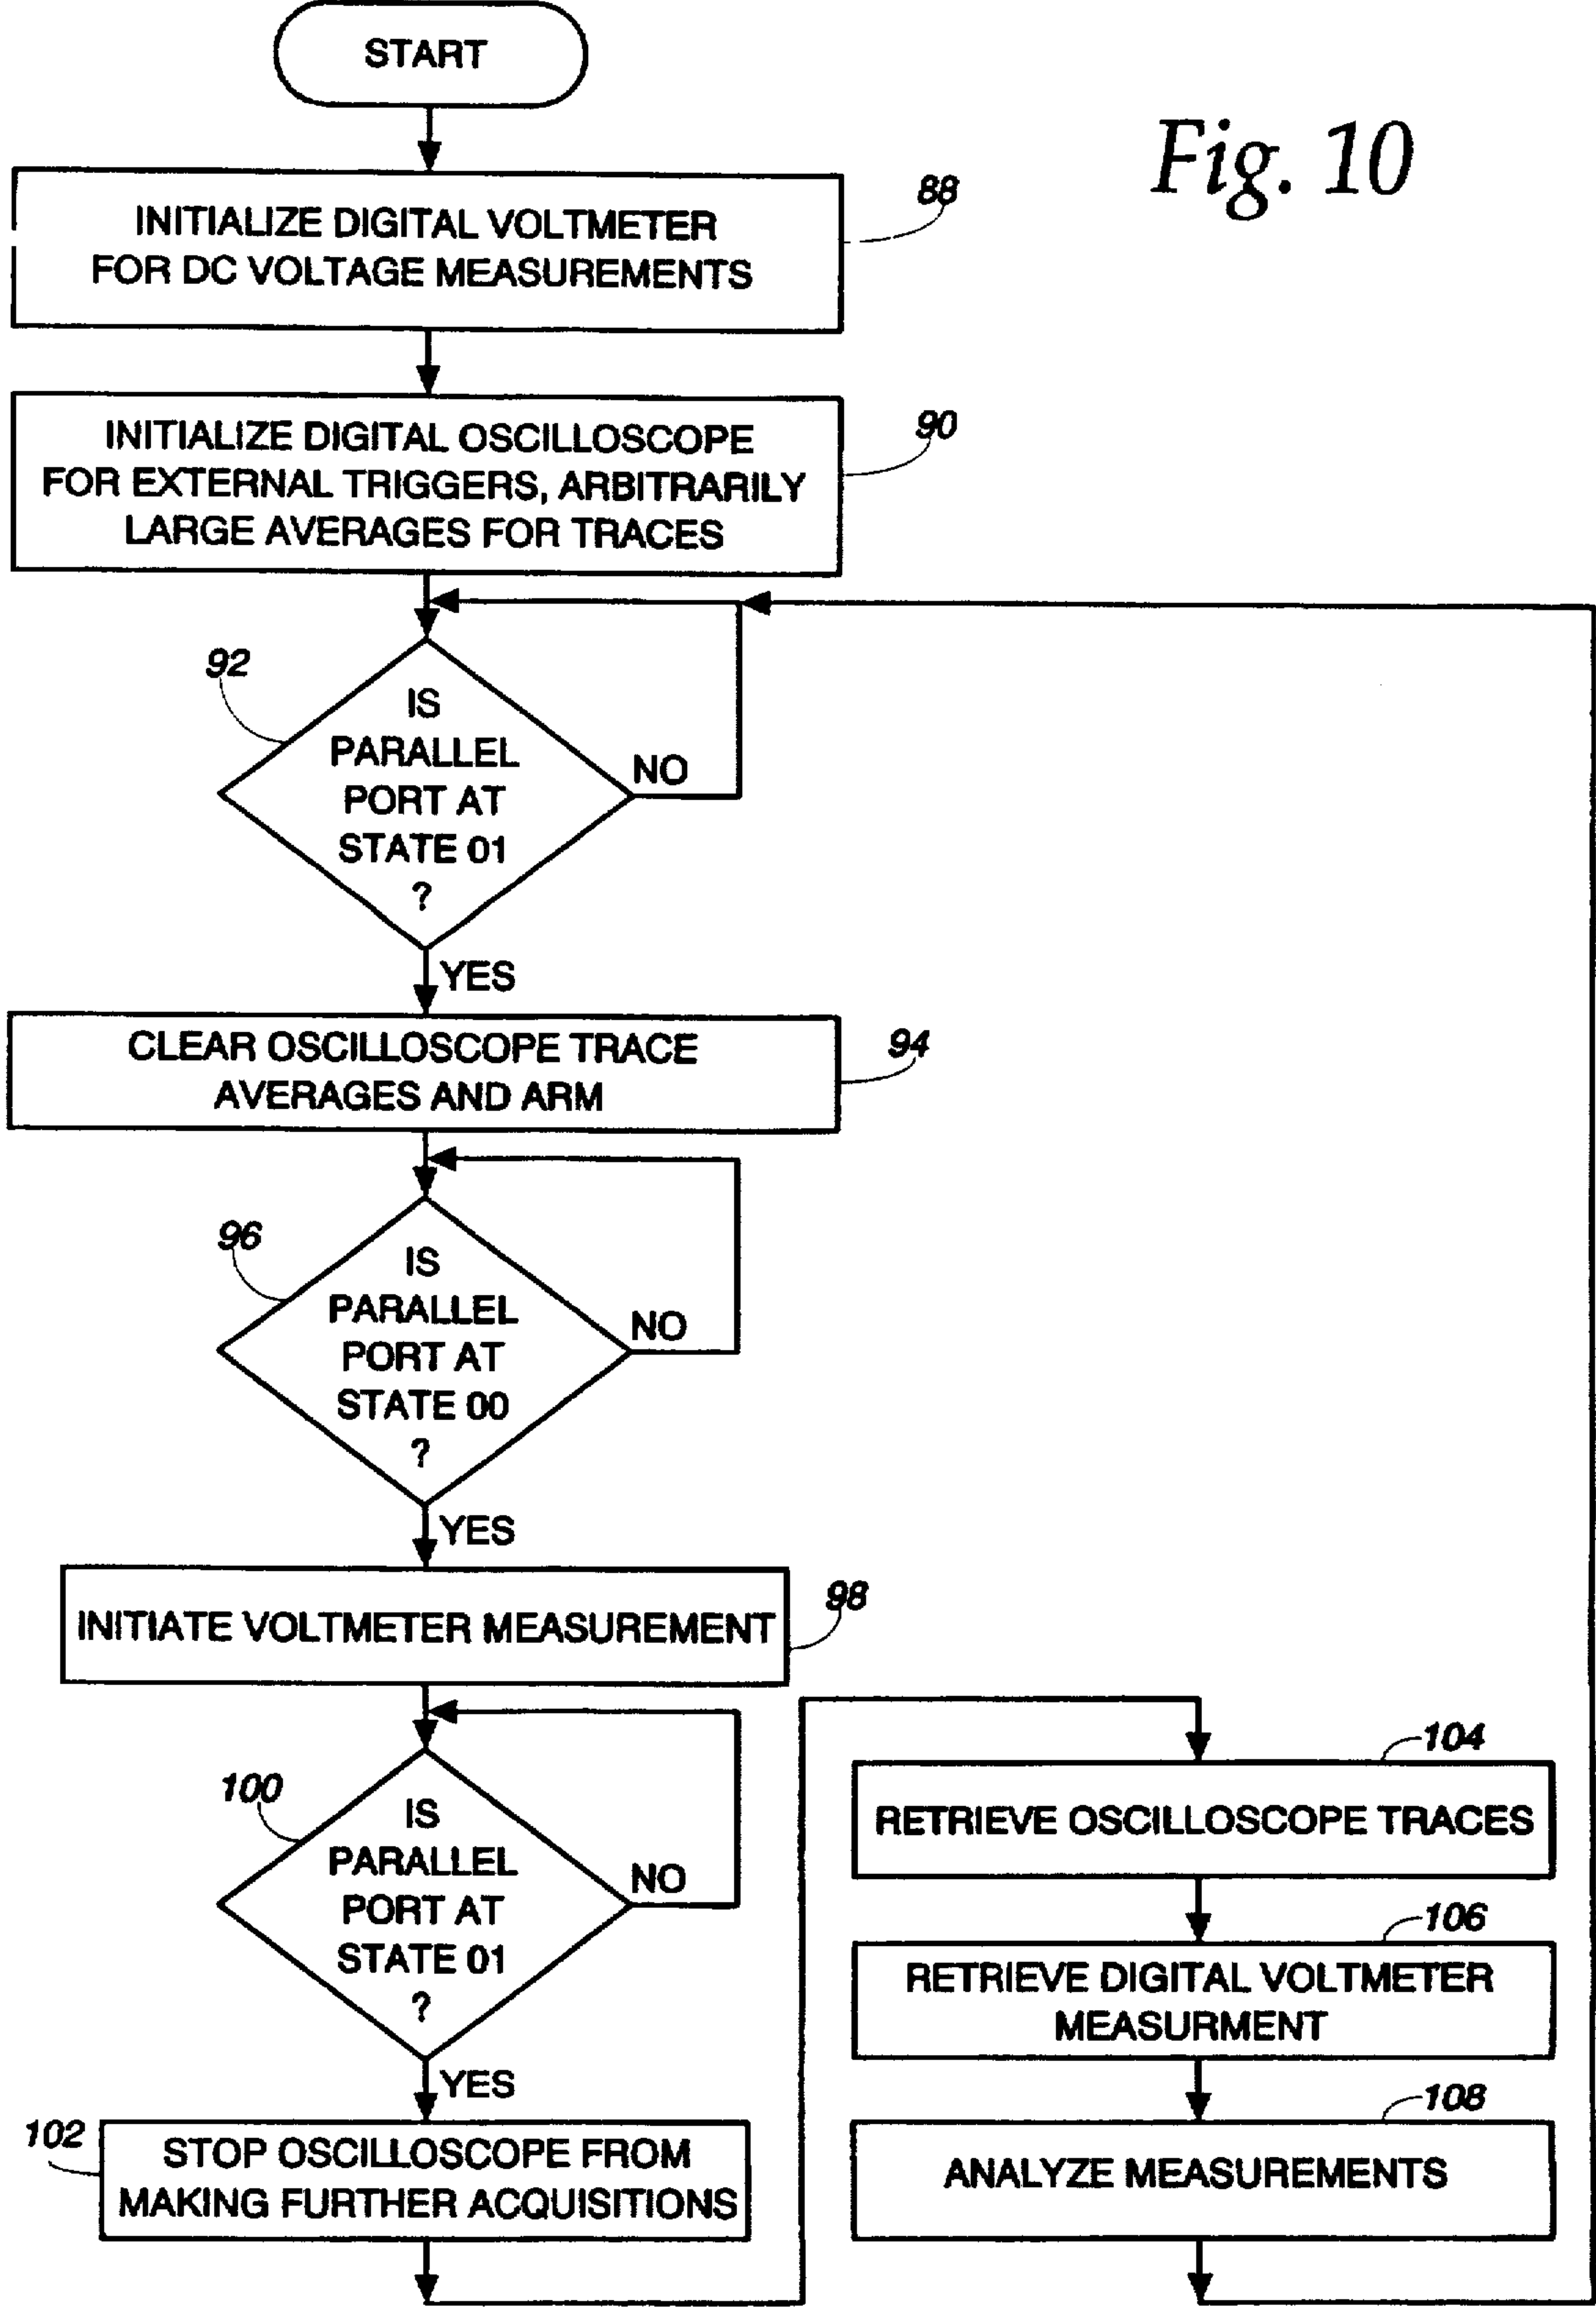 START
Fig. 10
88
INITIALIZE DIGITAL VOLTMETER
FOR DC VOLTAGE MEASUREMENTS
90
INITIALIZE DIGITAL OSCILLOSCOPE
FOR EXTERNAL TRIGGERS, ARBITRARILY
LARGE AVERAGES FOR TRACES
92
IS
PARALLEL
PORT AT
STATE 01
?
NO
YES
94
CLEAR OSCILLOSCOPE TRACE
AVERAGES AND ARM
96
IS
PARALLEL
PORT AT
STATE 00
?
NO
YES
98
INITIATE VOLTMETER MEASUREMENT
100
IS
PARALLEL
PORT AT
STATE 01
?
NO
YES
102
STOP OSCILLOSCOPE FROM
MAKING FURTHER ACQUISITIONS
104
RETRIEVE OSCILLOSCOPE TRACES
106
RETRIEVE DIGITAL VOLTMETER
MEASURMENT
108
ANALYZE MEASUREMENTS